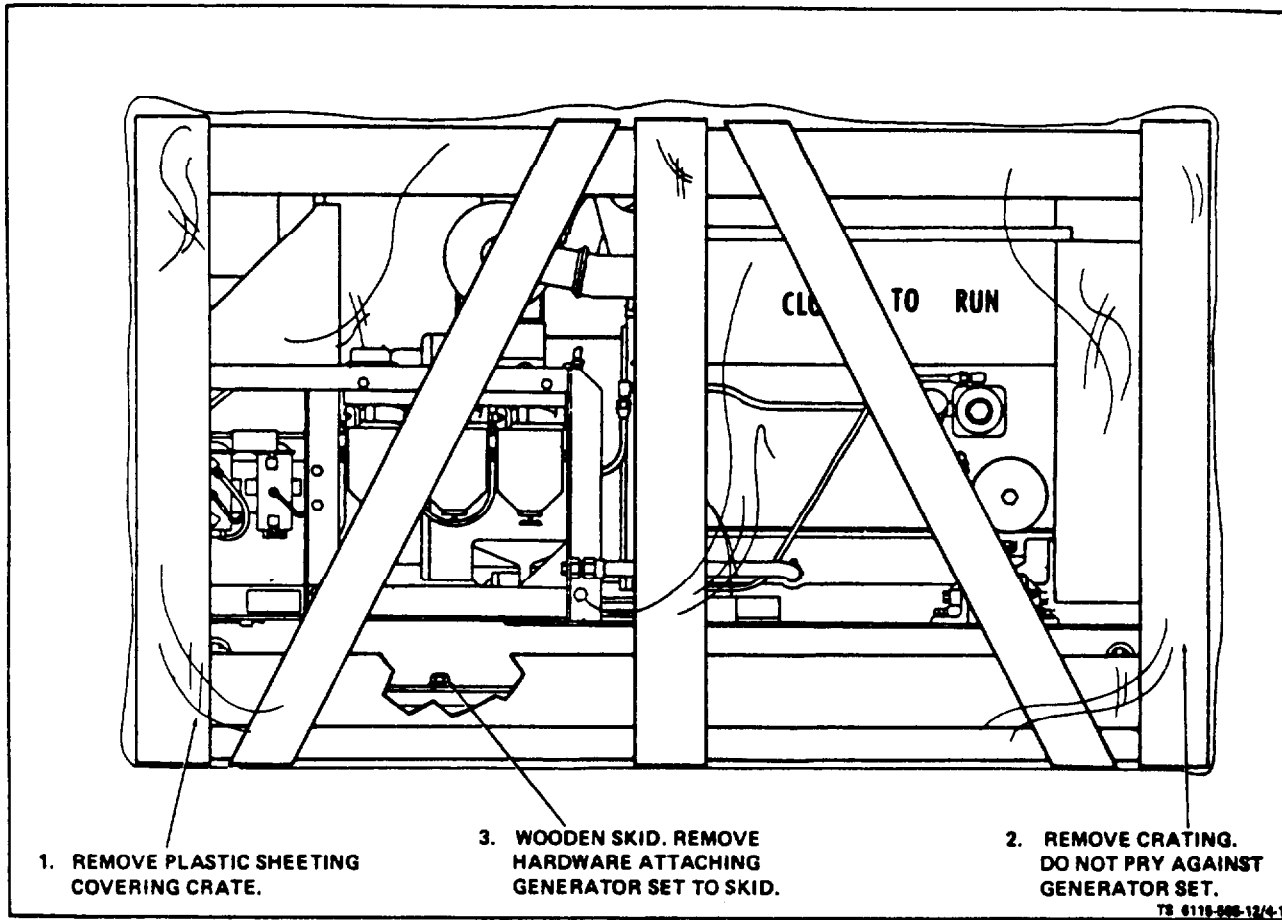 CL TO RUN
1. REMOVE PLASTIC SHEETING
COVERING CRATE.
3. WOODEN SKID. REMOVE
HARDWARE ATTACHING
GENERATOR SET TO SKID.
2. REMOVE CRATING.
DO NOT PRY AGAINST
GENERATOR SET.